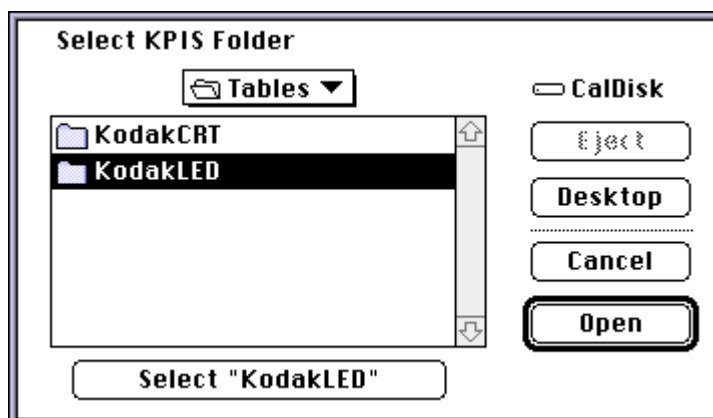 Select KPIS Folder
Tables
CalDisk
KodakCRT
KodakLED
Eject
Desktop
Cancel
Open
Select "KodakLED"